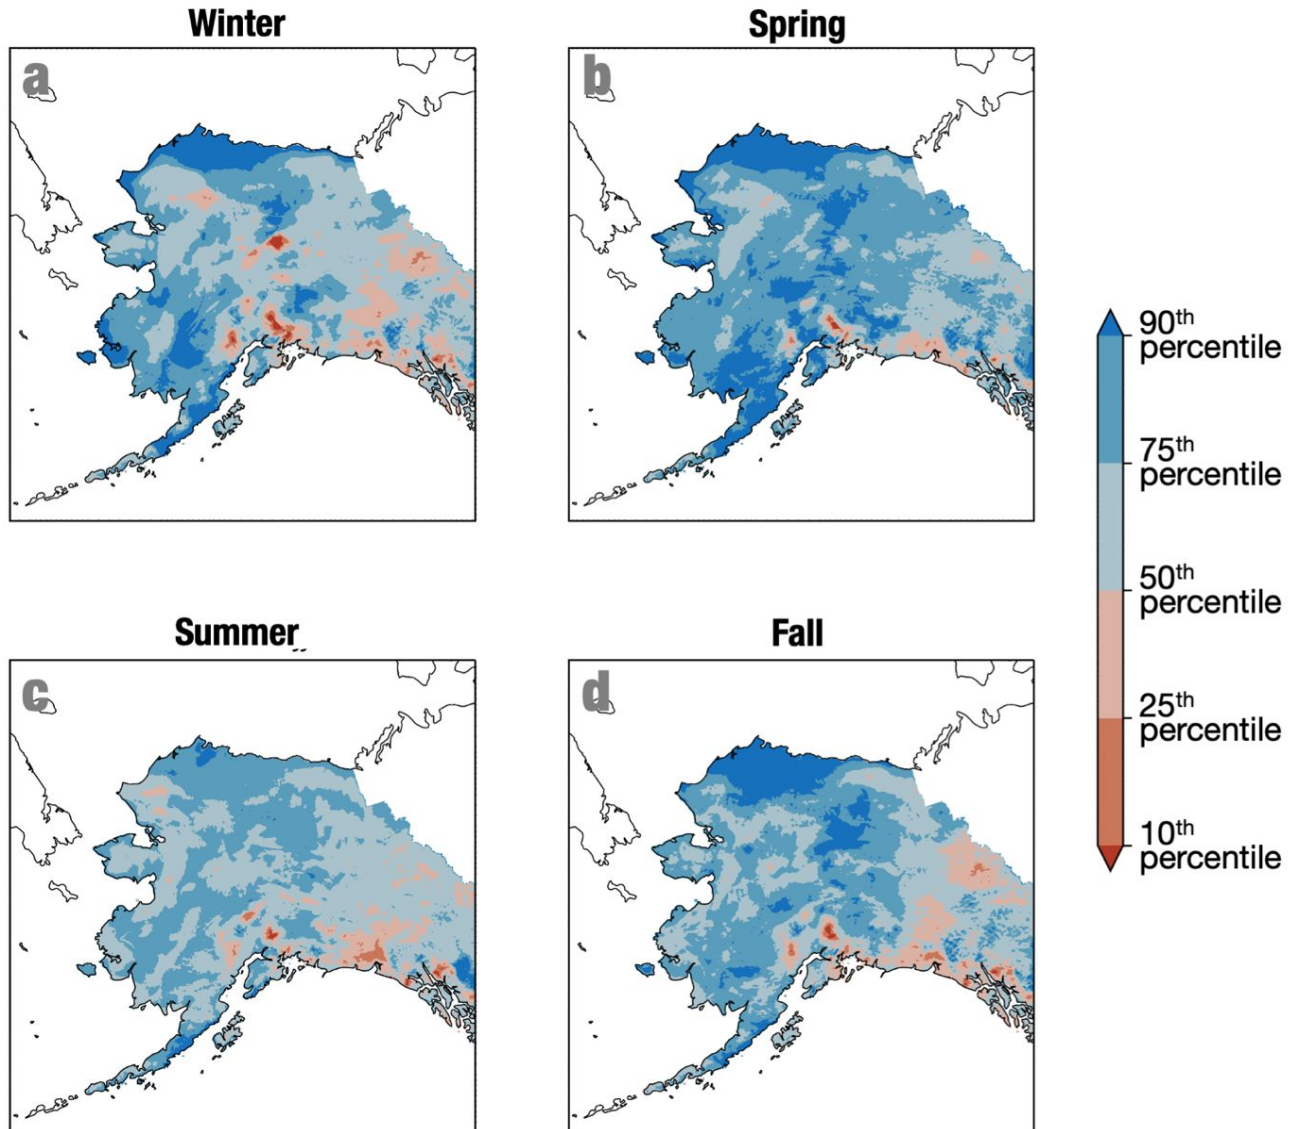 Winter
Spring
a
b
90th
percentile
75th
percentile
50th
percentile
25th
percentile
10th
percentile
Summer
Fall
c
d